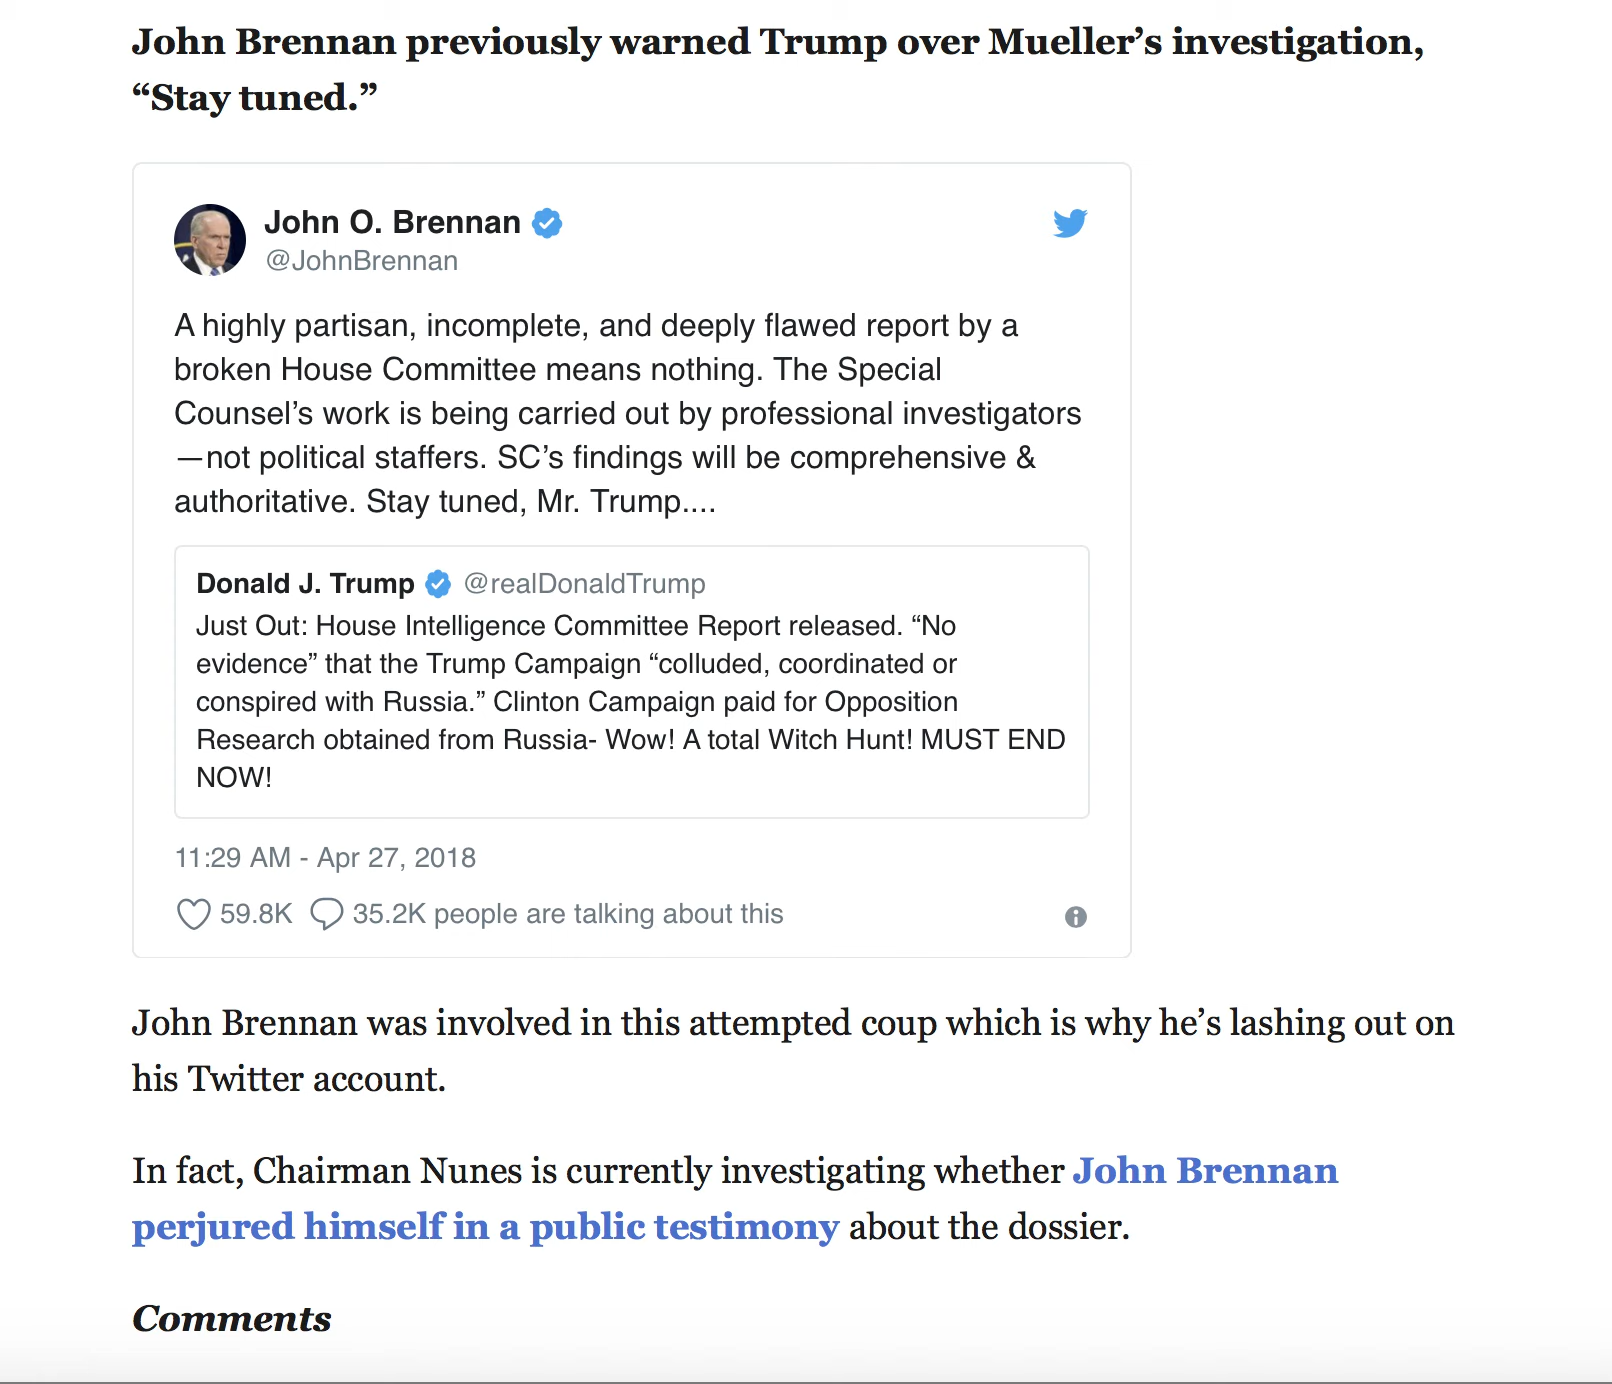 John Brennan previously warned Trump over Mueller’s investigation,
“Stay tuned.”
John O. Brennan
@JohnBrennan
A highly partisan, incomplete, and deeply flawed report by a
broken House Committee means nothing. The Special
Counsel’s work is being carried out by professional investigators
—not political staffers. SC’s findings will be comprehensive &
authoritative. Stay tuned, Mr. Trump....
Donald J. Trump @realDonaldTrump
Just Out: House Intelligence Committee Report released. “No
evidence” that the Trump Campaign “colluded, coordinated or
conspired with Russia.” Clinton Campaign paid for Opposition
Research obtained from Russia- Wow! A total Witch Hunt! MUST END
NOW!
11:29 AM - Apr 27, 2018
59.8K 35.2K people are talking about this
John Brennan was involved in this attempted coup which is why he’s lashing out on
his Twitter account.
In fact, Chairman Nunes is currently investigating whether John Brennan
perjured himself in a public testimony about the dossier.
Comments